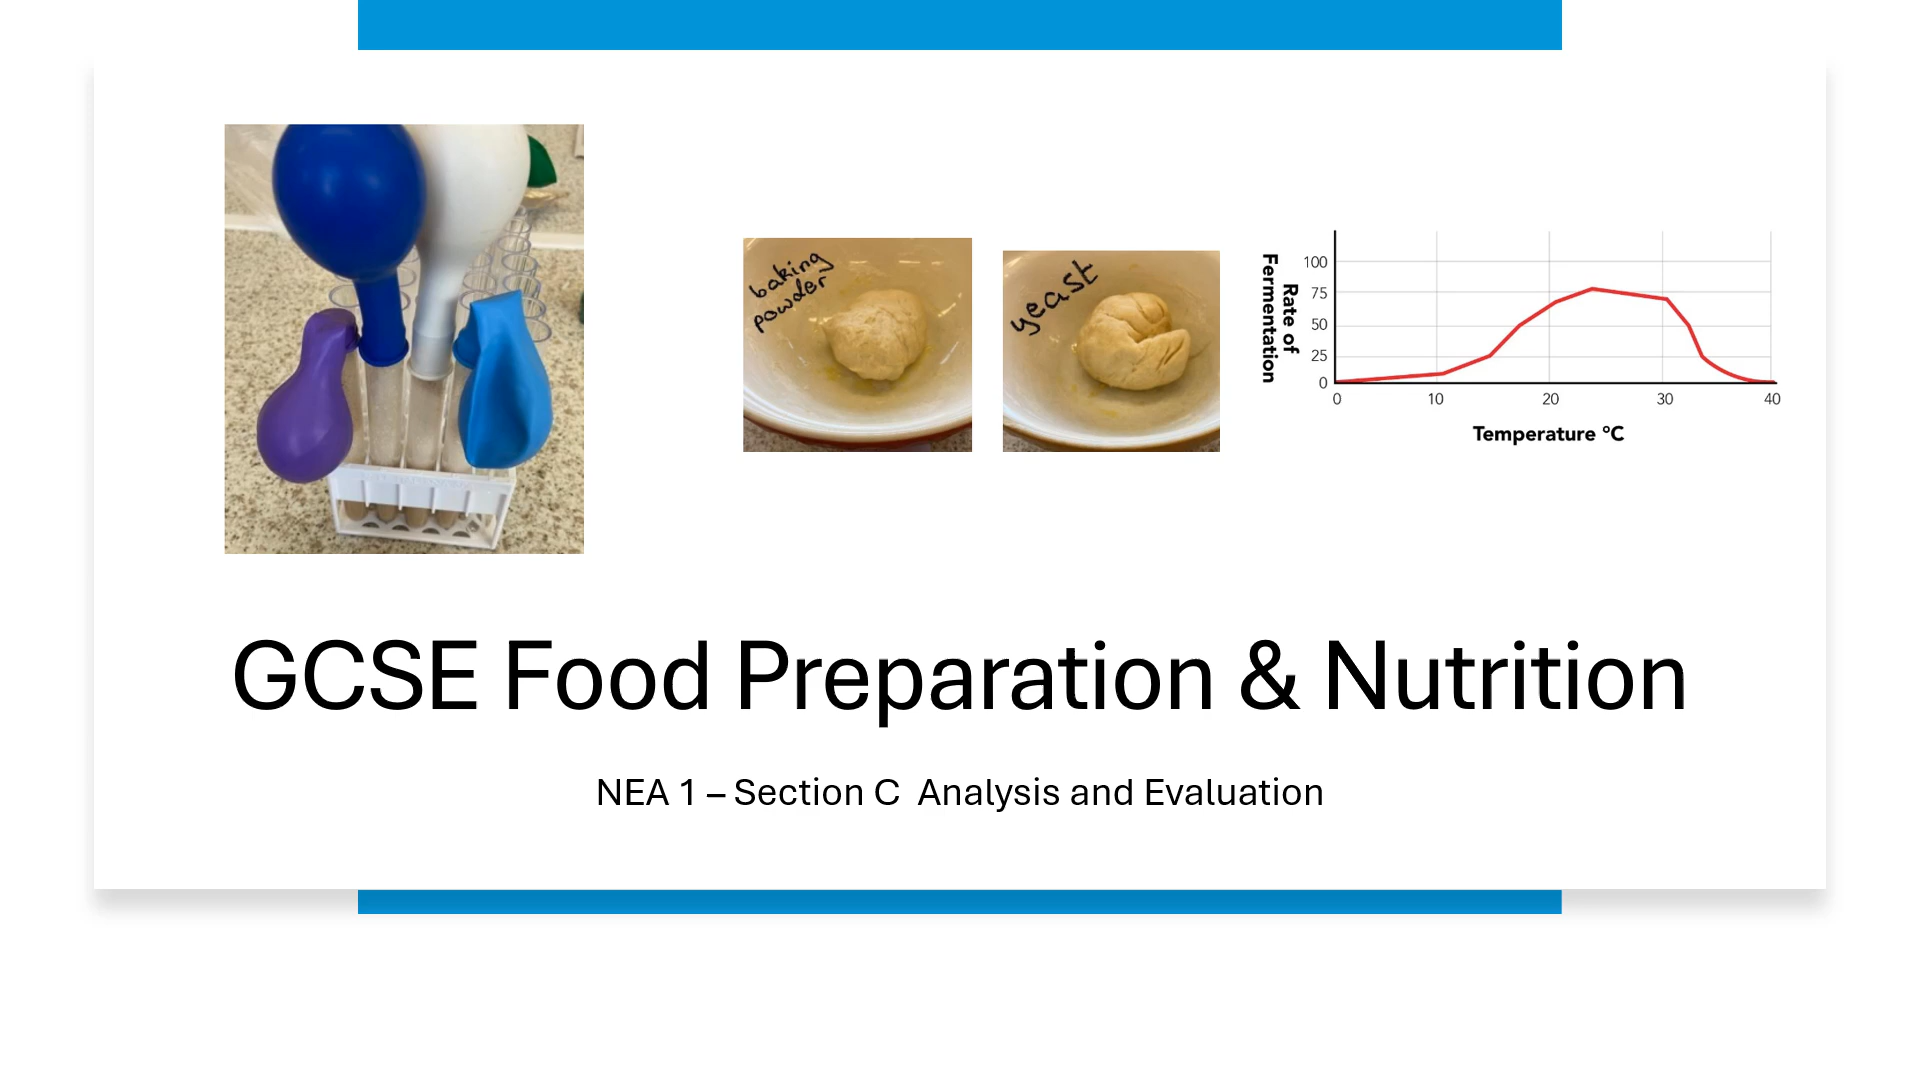 baking
powder
yeast
Rate of
Fermentation
100
75
50
25
0
0 10 20 30 40
Temperature ºC
GCSE Food Preparation & Nutrition
NEA 1 – Section C  Analysis and Evaluation